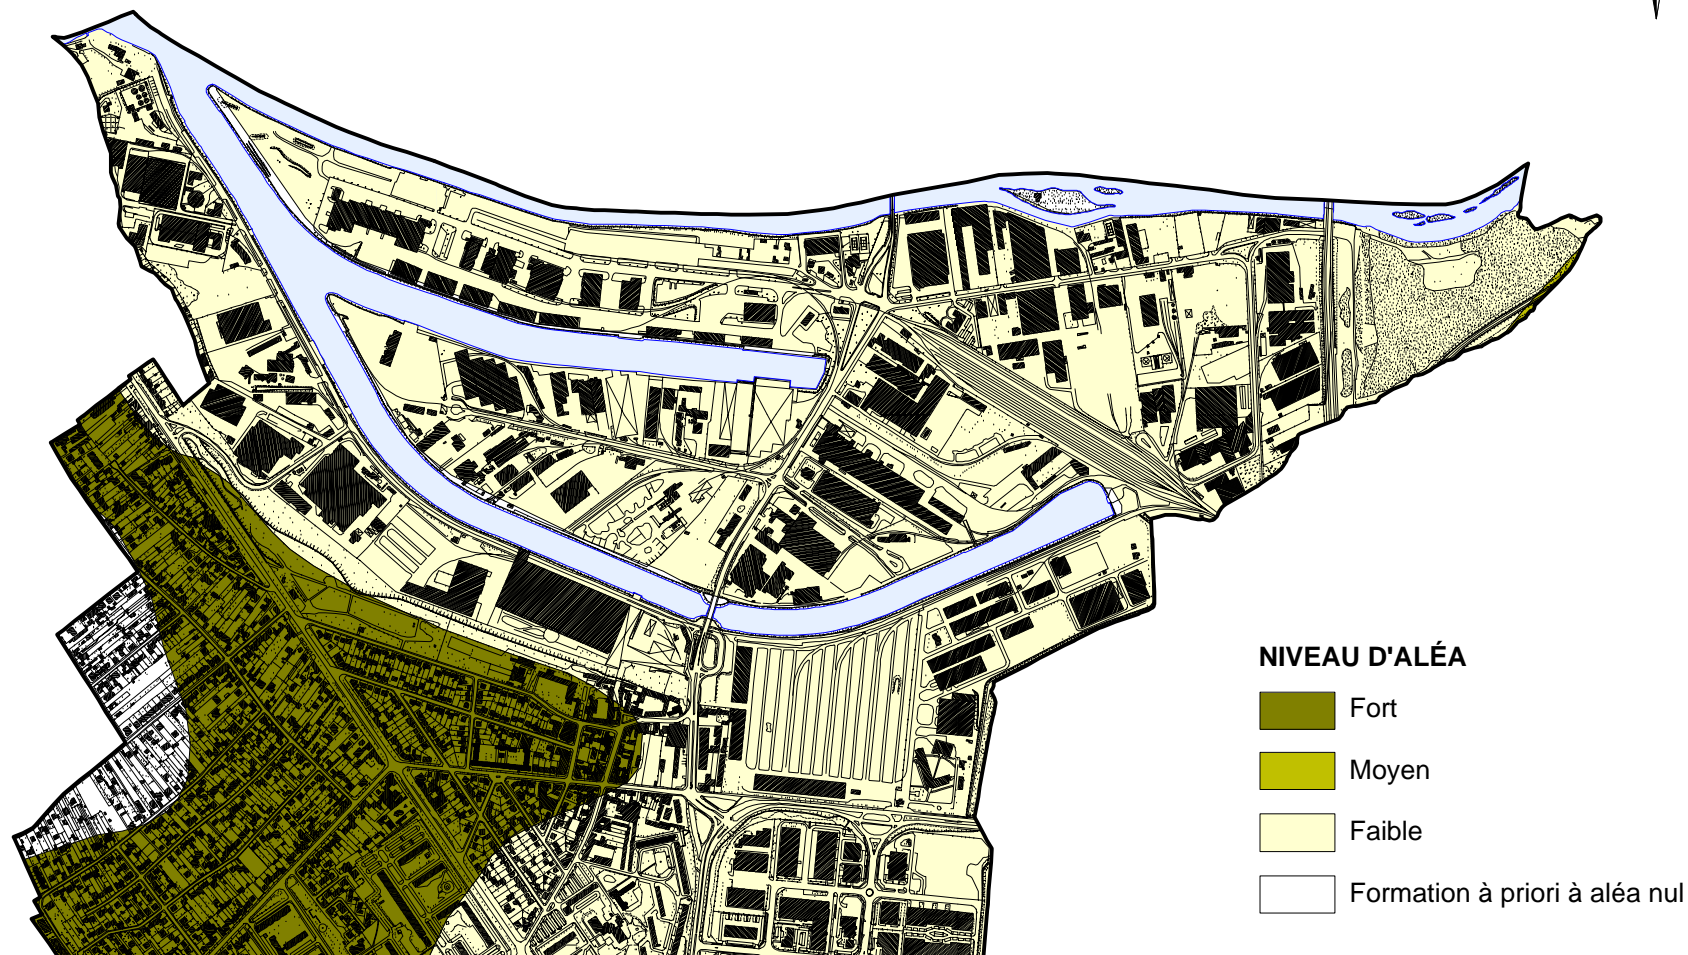 NIVEAU D'ALÉA
Fort
Moyen
Faible
Formation à priori à aléa nul